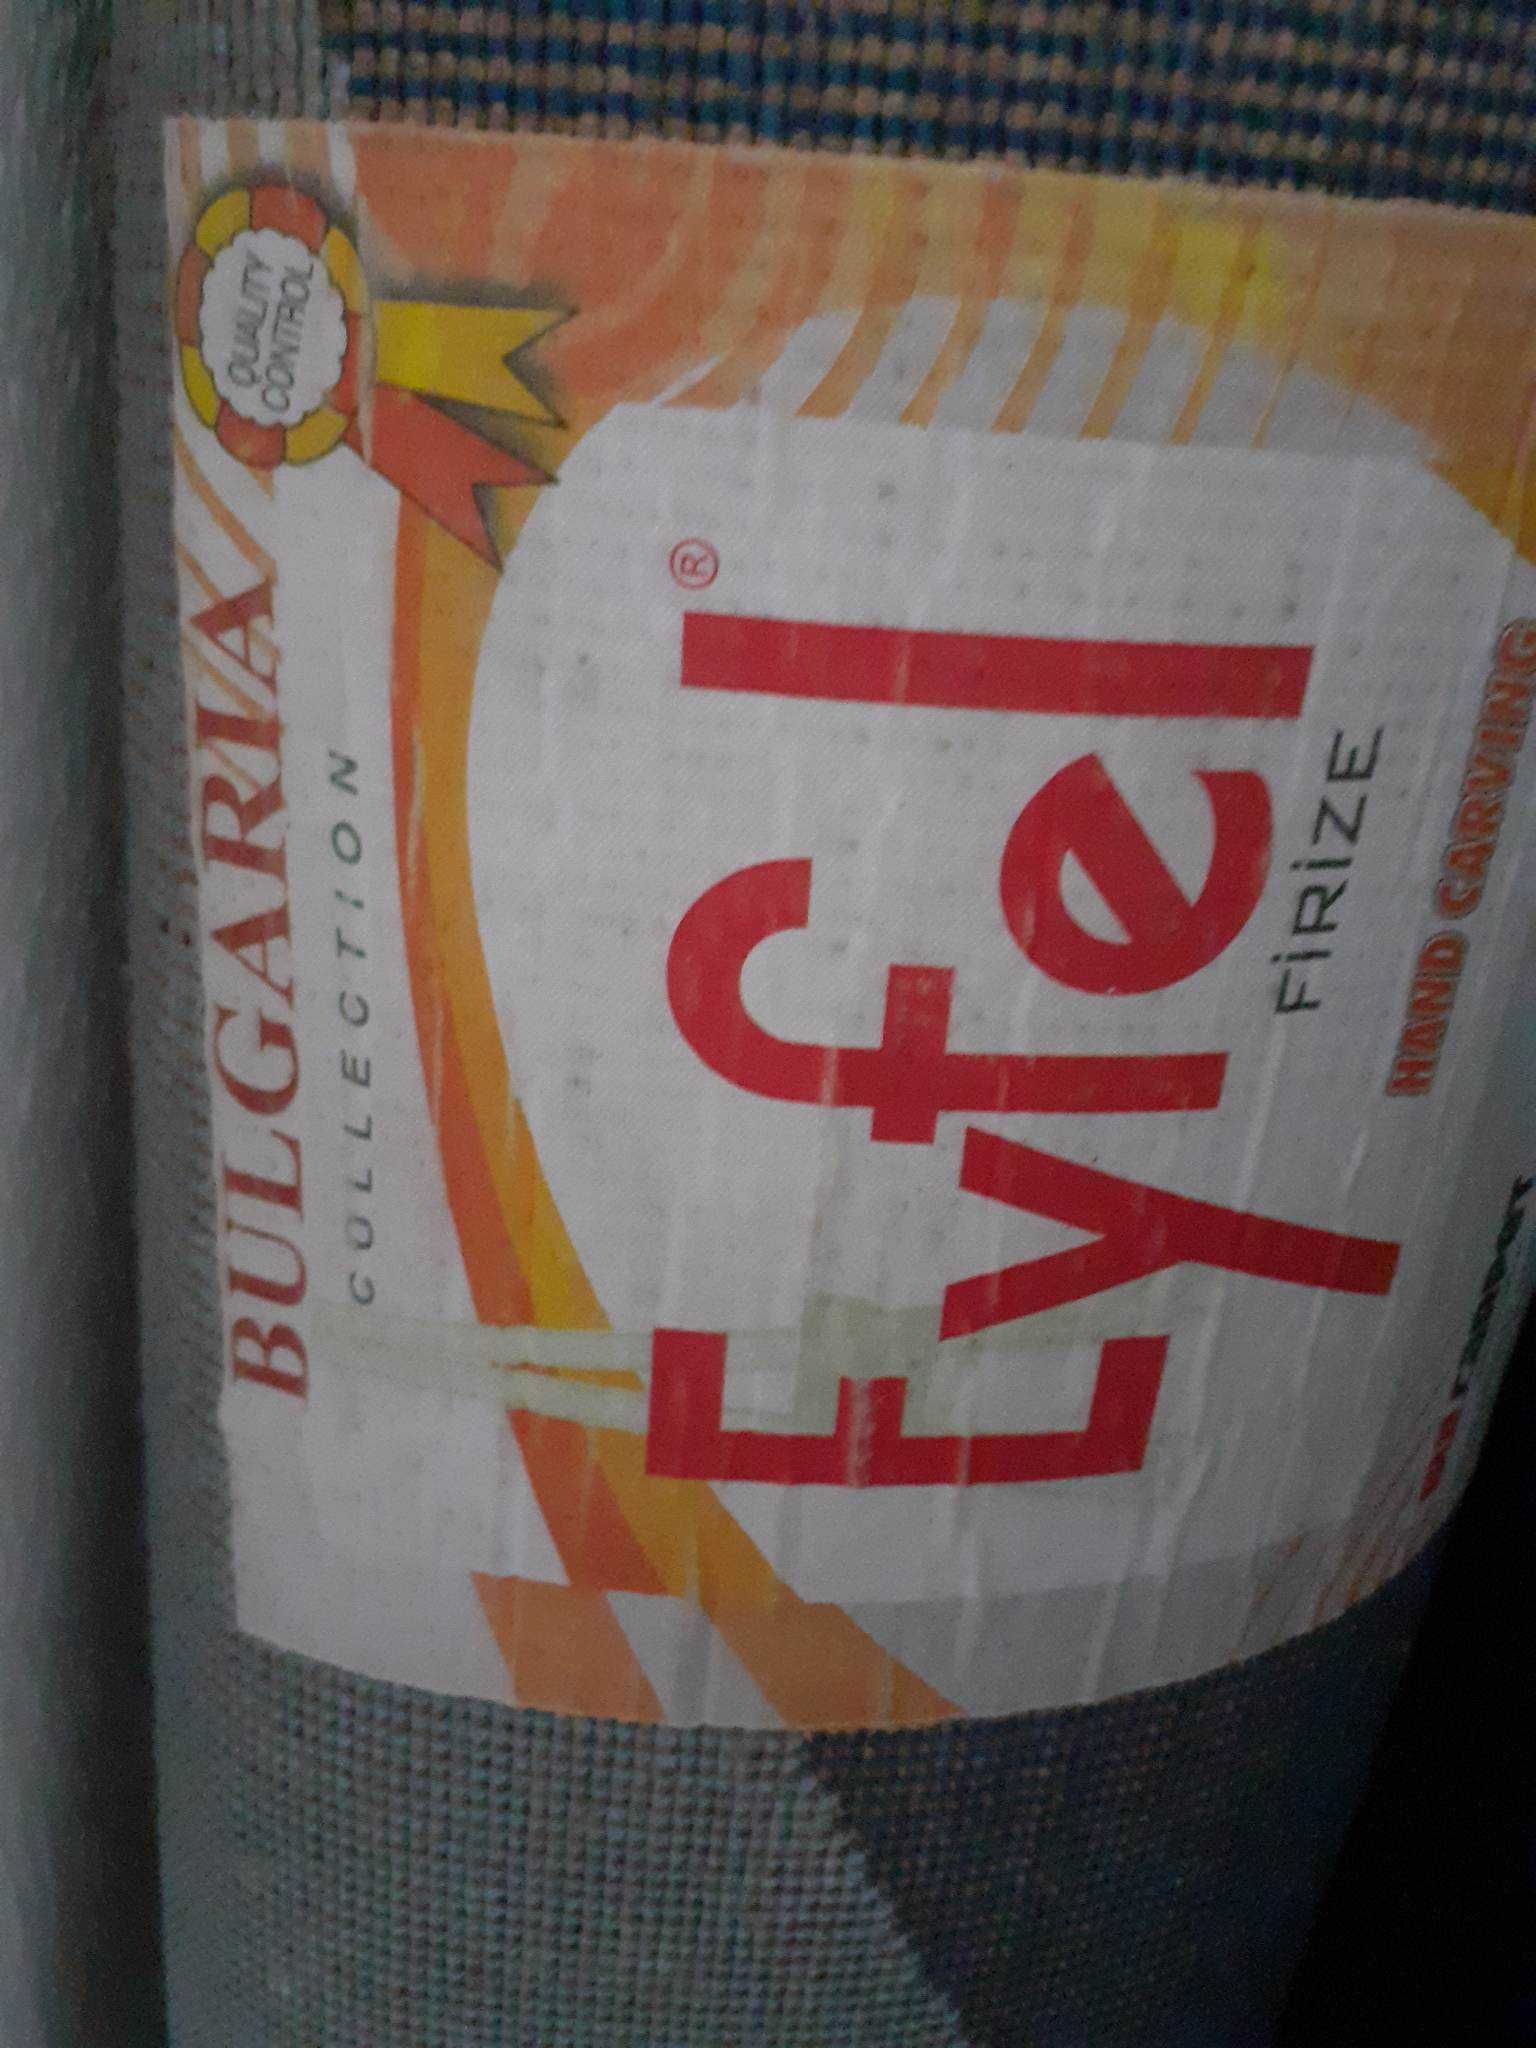 BULGARIA
COLLECTION
QUALITY
CONTROL
Eyfel®
FİRİZE
HAND CARVING